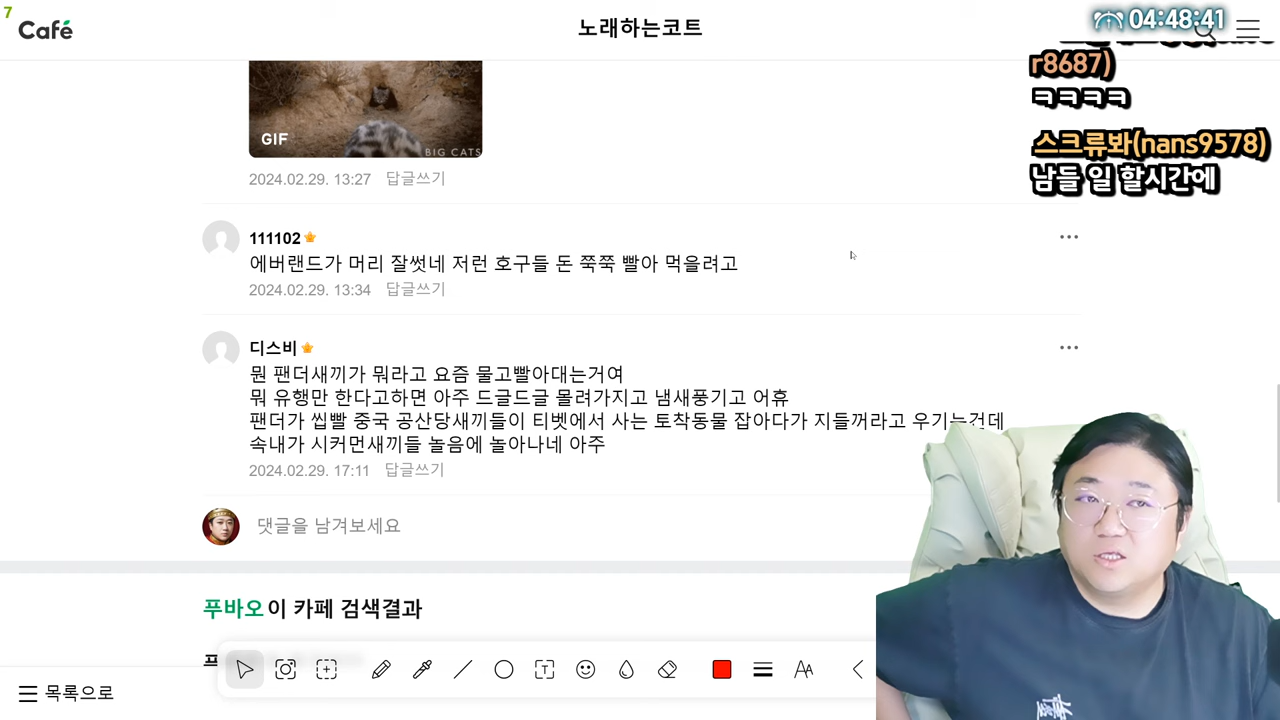 7
Café
노래하는코트
04:48:41
r8687)
ㅋㅋㅋㅋ
스크류봐(nans9578)
남들 일 할시간에
GIF
BIG CATS
2024.02.29. 13:27 답글쓰기
111102
에버랜드가 머리 잘썻네 저런 호구들 돈 쭉쭉 빨아 먹을려고
2024.02.29. 13:34 답글쓰기
디스비
뭔 팬더새끼가 뭐라고 요즘 물고빨아대는거여
뭐 유행만 한다고하면 아주 드글드글 몰려가지고 냄새풍기고 어휴
팬더가 씹빨 중국 공산당새끼들이 티벳에서 사는 토착동물 잡아다가 지들꺼라고 우기는건데
속내가 시커먼새끼들 놀음에 놀아나네 아주
2024.02.29. 17:11 답글쓰기
댓글을 남겨보세요
푸바오 이 카페 검색결과
목록으로